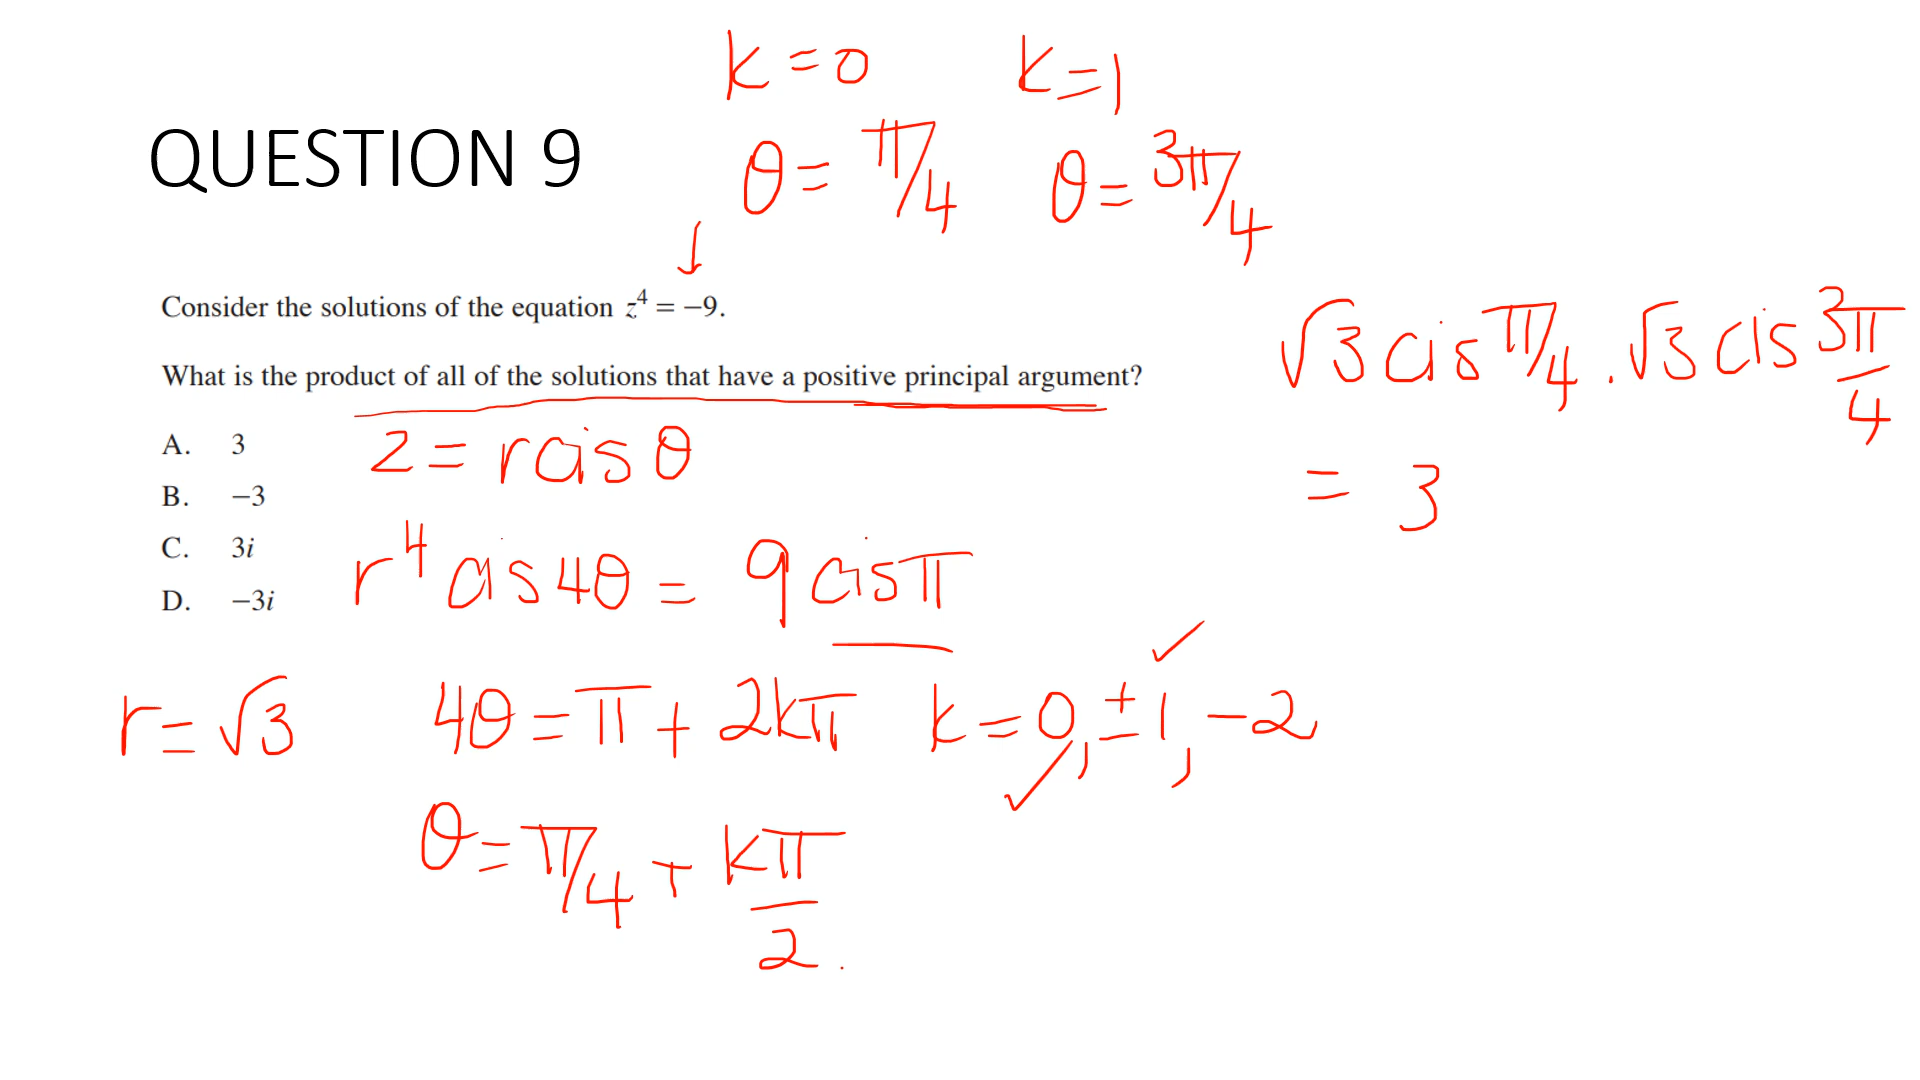 k = 0 k = 1
θ = π/4 θ = 3π/4
QUESTION 9
Consider the solutions of the equation z⁴ = −9.
What is the product of all of the solutions that have a positive principal argument?
A. 3
B. −3
C. 3i
D. −3i
z = r cis θ
r⁴ cis 4θ = 9 cis π
r = √3 4θ = π + 2kπ k = 0, ± 1, −2
θ = π/4 + kπ/2.
√3 cis π/4 . √3 cis 3π/4
= 3